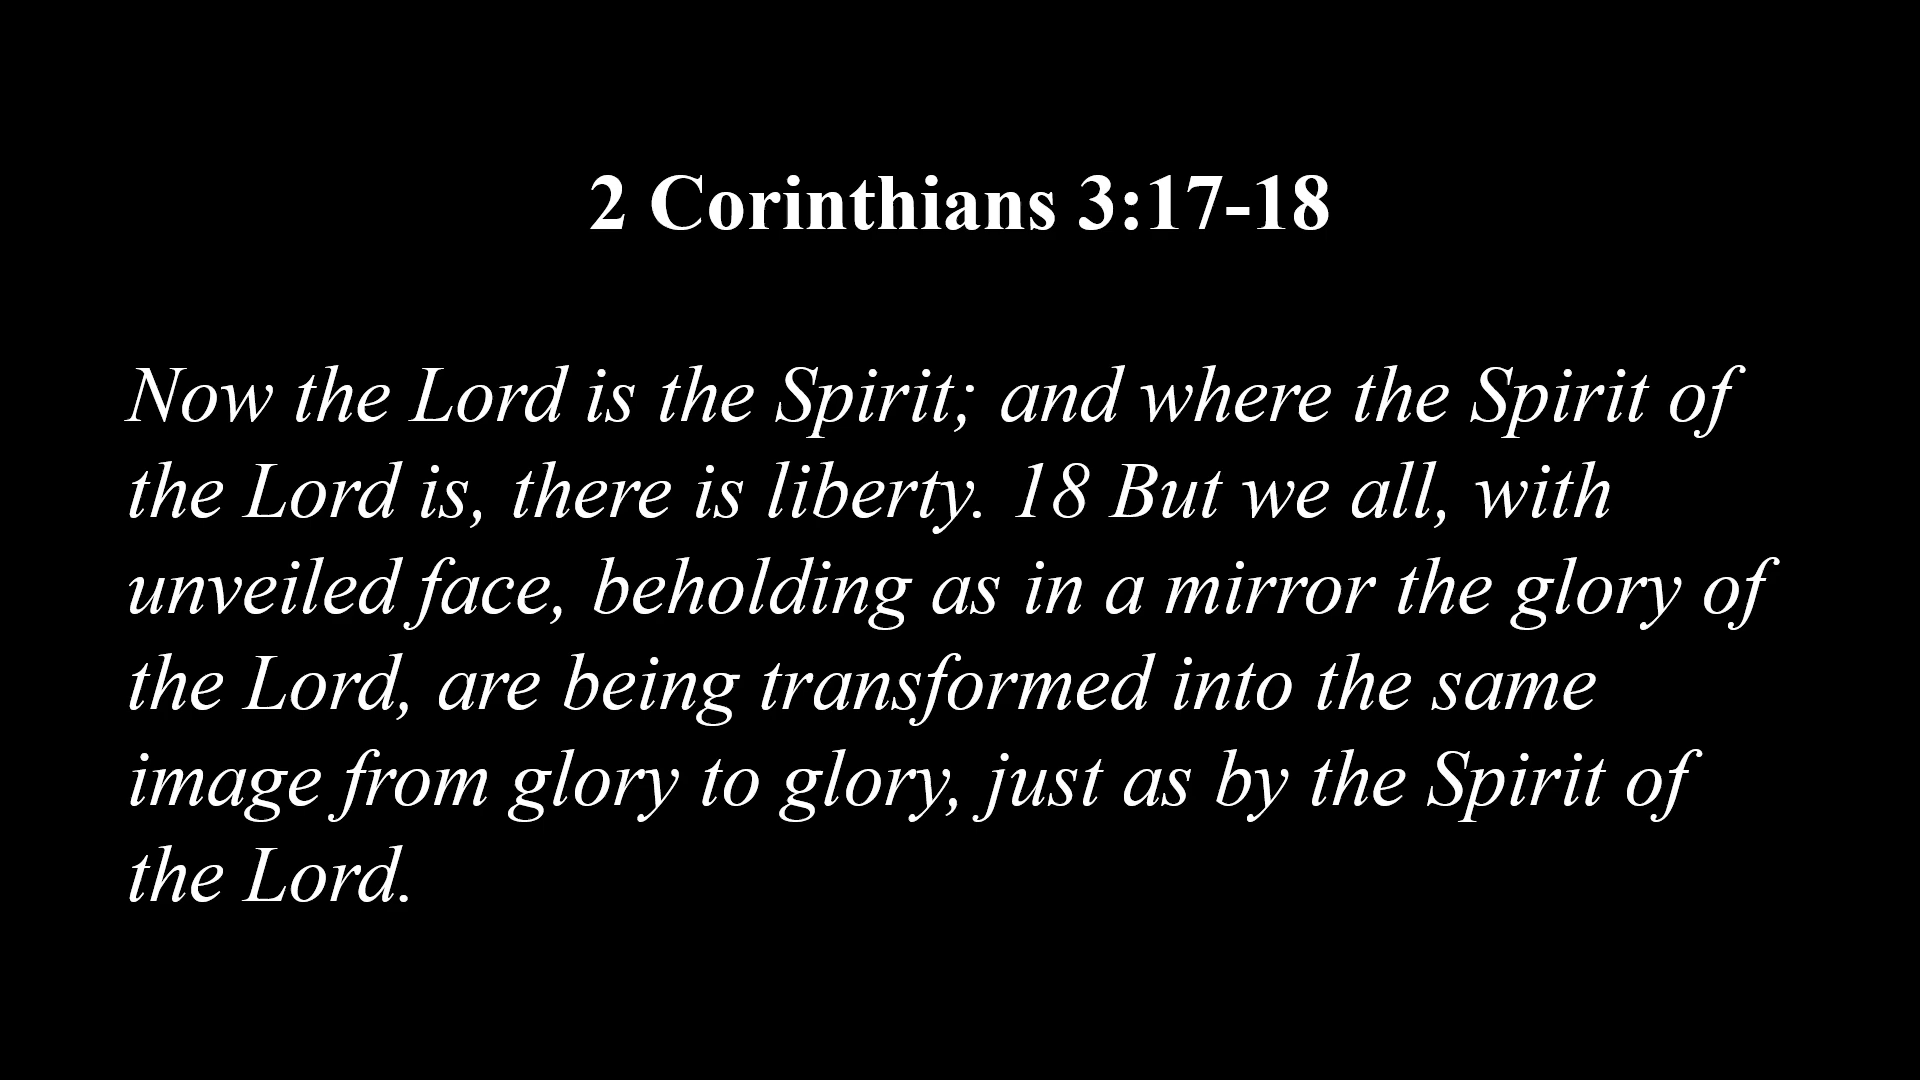 2 Corinthians 3:17-18
Now the Lord is the Spirit; and where the Spirit of
the Lord is, there is liberty. 18 But we all, with
unveiled face, beholding as in a mirror the glory of
the Lord, are being transformed into the same
image from glory to glory, just as by the Spirit of
the Lord.